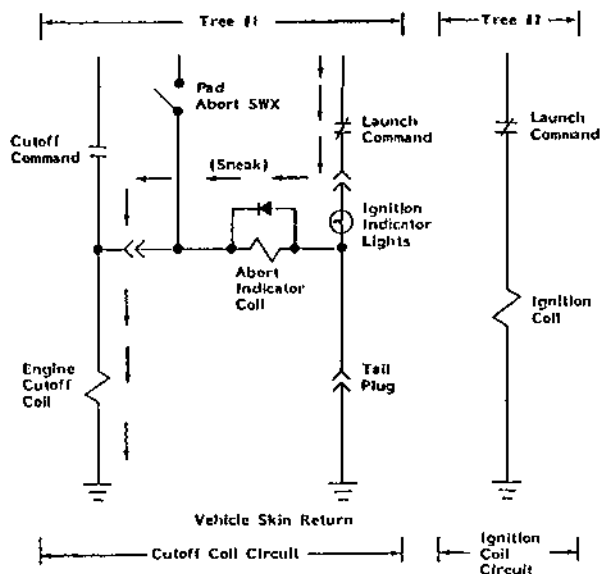 Tree #1
Tree #2
Pad
Abort SWX
Launch
Command
Launch
Command
Cutoff
Command
(Sneak)
Ignition
Indicator
Lights
Abort
Indicator
Coil
Ignition
Coil
Engine
Cutoff
Coil
Tail
Plug
Vehicle Skin Return
Cutoff Coil Circuit
Ignition
Coil
Circuit